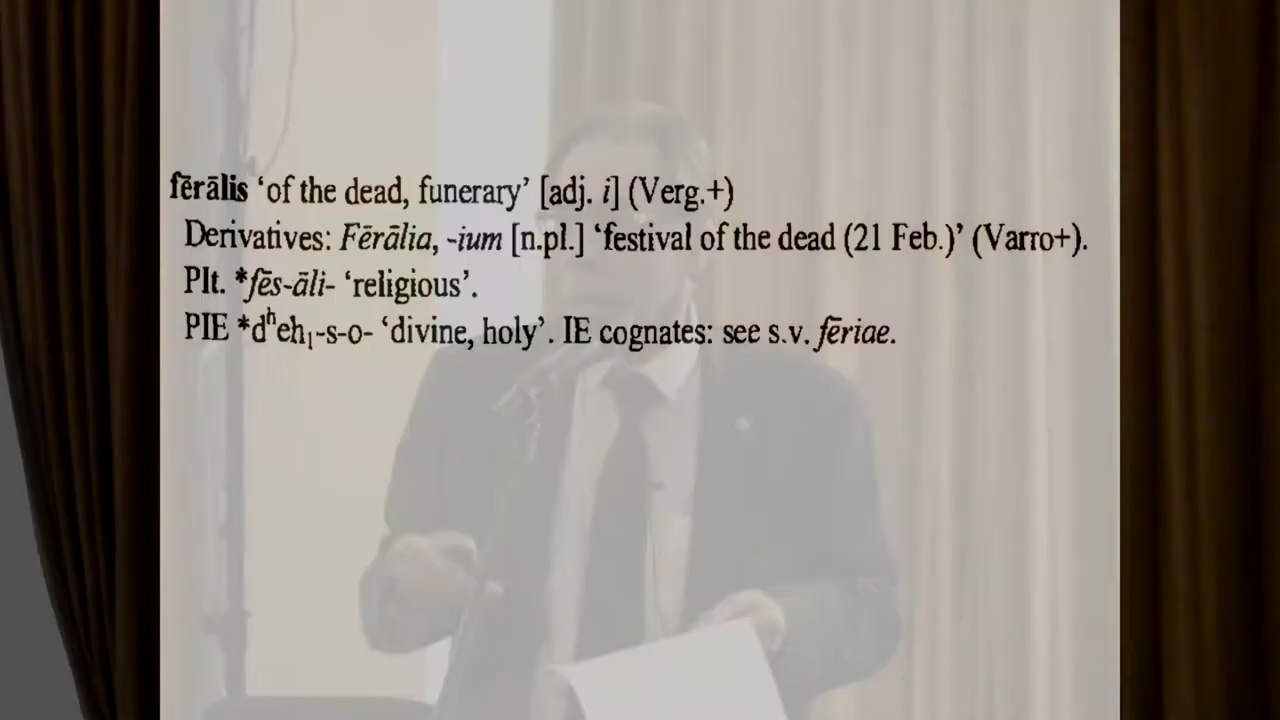 fērālis ‘of the dead, funerary’ [adj. i] (Verg.+)
Derivatives: Fērālia, -ium [n.pl.] ‘festival of the dead (21 Feb.)’ (Varro+).
PIt. *fēs-āli- ‘religious’.
PIE *dʰeh₁-s-o- ‘divine, holy’. IE cognates: see s.v. fēriae.